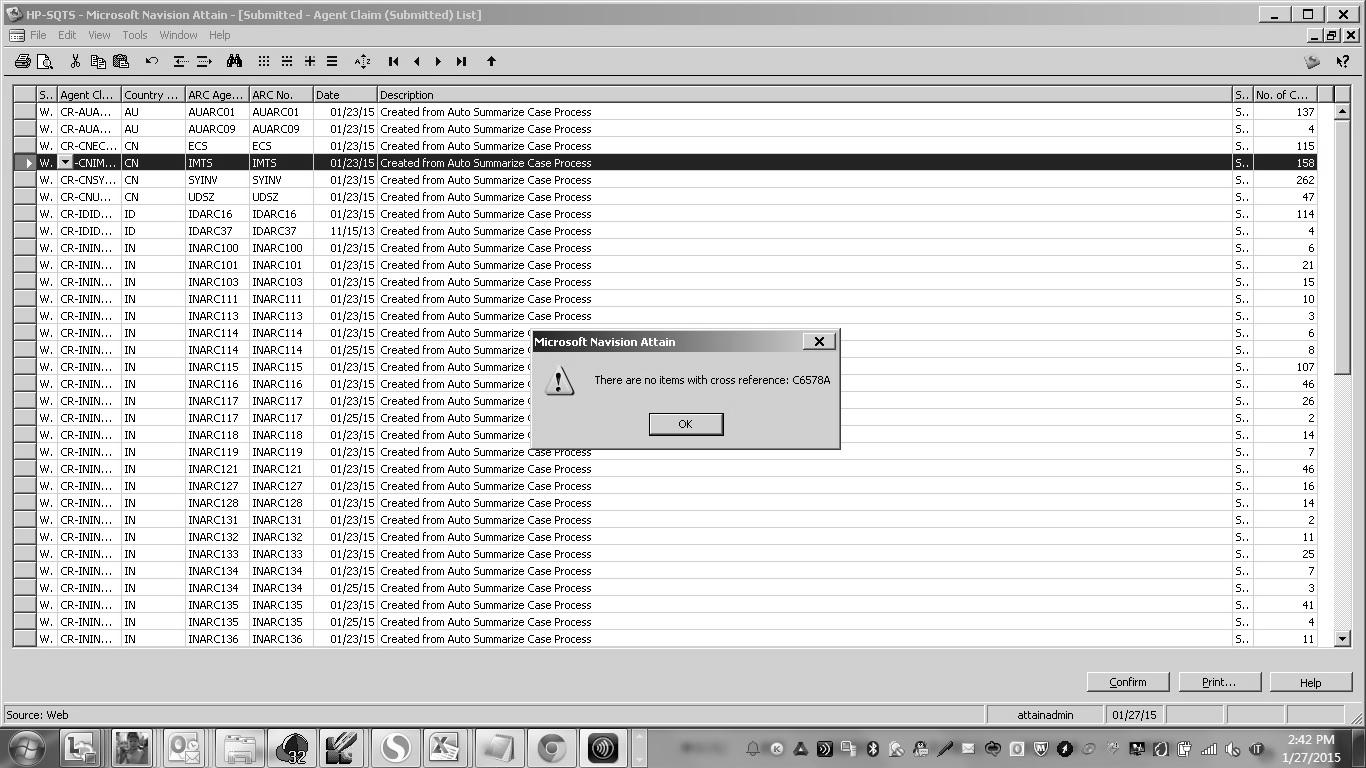 HP-SQTS - Microsoft Navision Attain - [Submitted - Agent Claim (Submitted) List]
File Edit View Tools Window Help
S.. Agent Cl... Country ... ARC Age... ARC No. Date Description S.. No. of C...
W. CR-AUA... AU AUARC01 AUARC01 01/23/15 Created from Auto Summarize Case Process S.. 137
W. CR-AUA... AU AUARC09 AUARC09 01/23/15 Created from Auto Summarize Case Process S.. 4
W. CR-CNEC... CN ECS ECS 01/23/15 Created from Auto Summarize Case Process S.. 115
W. -CNIM... CN IMTS IMTS 01/23/15 Created from Auto Summarize Case Process S.. 158
W. CR-CNSY... CN SYINV SYINV 01/23/15 Created from Auto Summarize Case Process S.. 262
W. CR-CNU... CN UDSZ UDSZ 01/23/15 Created from Auto Summarize Case Process S.. 47
W. CR-IDID... ID IDARC16 IDARC16 01/23/15 Created from Auto Summarize Case Process S.. 114
W. CR-IDID... ID IDARC37 IDARC37 11/15/13 Created from Auto Summarize Case Process S.. 4
W. CR-ININ... IN INARC100 INARC100 01/23/15 Created from Auto Summarize Case Process S.. 6
W. CR-ININ... IN INARC101 INARC101 01/23/15 Created from Auto Summarize Case Process S.. 21
W. CR-ININ... IN INARC103 INARC103 01/23/15 Created from Auto Summarize Case Process S.. 15
W. CR-ININ... IN INARC111 INARC111 01/23/15 Created from Auto Summarize Case Process S.. 10
W. CR-ININ... IN INARC113 INARC113 01/23/15 Created from Auto Summarize Case Process S.. 3
W. CR-ININ... IN INARC114 INARC114 01/23/15 Created from Auto Summarize S.. 6
W. CR-ININ... IN INARC114 INARC114 01/25/15 Created from Auto Summarize S.. 8
W. CR-ININ... IN INARC115 INARC115 01/23/15 Created from Auto Summarize S.. 107
W. CR-ININ... IN INARC116 INARC116 01/23/15 Created from Auto Summarize S.. 46
W. CR-ININ... IN INARC117 INARC117 01/23/15 Created from Auto Summarize S.. 26
W. CR-ININ... IN INARC117 INARC117 01/25/15 Created from Auto Summarize S.. 2
W. CR-ININ... IN INARC118 INARC118 01/23/15 Created from Auto Summarize S.. 14
W. CR-ININ... IN INARC119 INARC119 01/23/15 Created from Auto Summarize Case Process S.. 7
W. CR-ININ... IN INARC121 INARC121 01/23/15 Created from Auto Summarize Case Process S.. 46
W. CR-ININ... IN INARC127 INARC127 01/23/15 Created from Auto Summarize Case Process S.. 16
W. CR-ININ... IN INARC128 INARC128 01/23/15 Created from Auto Summarize Case Process S.. 14
W. CR-ININ... IN INARC131 INARC131 01/23/15 Created from Auto Summarize Case Process S.. 2
W. CR-ININ... IN INARC132 INARC132 01/23/15 Created from Auto Summarize Case Process S.. 11
W. CR-ININ... IN INARC133 INARC133 01/23/15 Created from Auto Summarize Case Process S.. 25
W. CR-ININ... IN INARC134 INARC134 01/23/15 Created from Auto Summarize Case Process S.. 7
W. CR-ININ... IN INARC134 INARC134 01/25/15 Created from Auto Summarize Case Process S.. 3
W. CR-ININ... IN INARC135 INARC135 01/23/15 Created from Auto Summarize Case Process S.. 41
W. CR-ININ... IN INARC135 INARC135 01/25/15 Created from Auto Summarize Case Process S.. 4
W. CR-ININ... IN INARC136 INARC136 01/23/15 Created from Auto Summarize Case Process S.. 11
Microsoft Navision Attain
There are no items with cross reference: C6578A
OK
Confirm Print... Help
Source: Web attainadmin 01/27/15
32
2:42 PM
1/27/2015